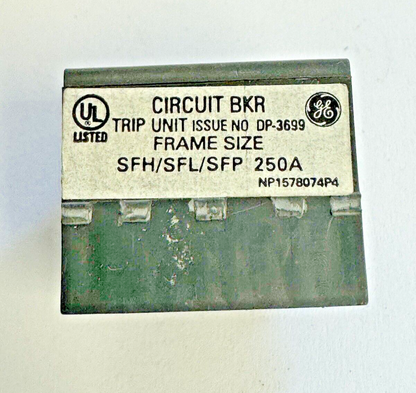 UL
LISTED
CIRCUIT BKR
GE
TRIP UNIT ISSUE NO DP-3699
FRAME SIZE
SFH/SFL/SFP 250A
NP1578074P4